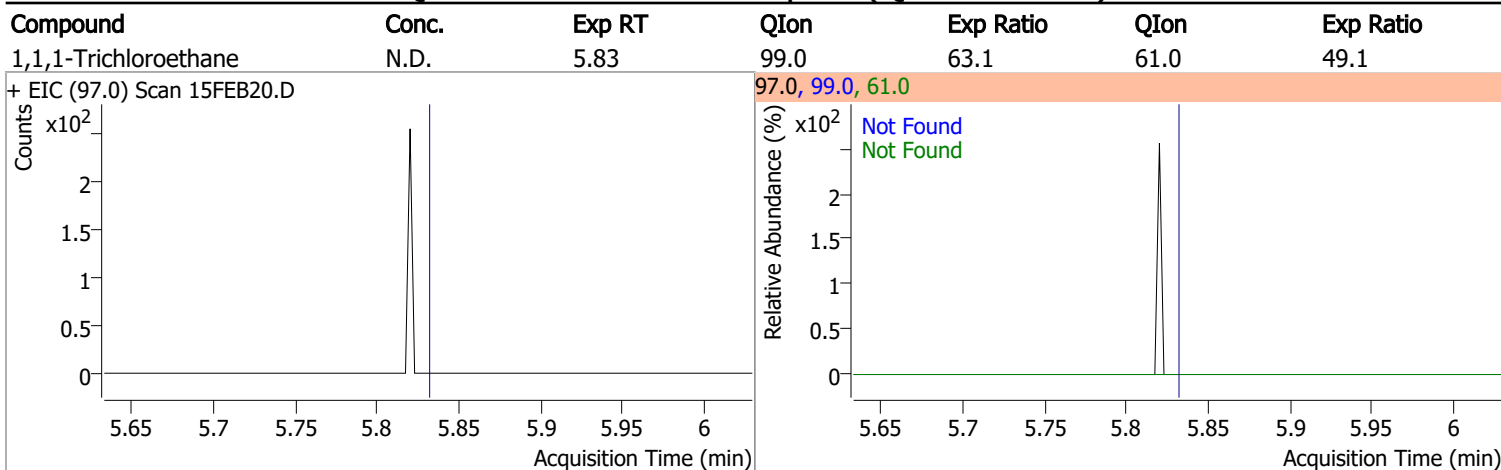 Compound Conc. Exp RT QIon Exp Ratio QIon Exp Ratio
1,1,1-Trichloroethane N.D. 5.83 99.0 63.1 61.0 49.1
+ EIC (97.0) Scan 15FEB20.D
Counts
x10²
2
1.5
1
0.5
0
5.65 5.7 5.75 5.8 5.85 5.9 5.95 6
Acquisition Time (min)
97.0, 99.0, 61.0
Relative Abundance (%)
x10²
Not Found
Not Found
2
1.5
1
0.5
0
5.65 5.7 5.75 5.8 5.85 5.9 5.95 6
Acquisition Time (min)